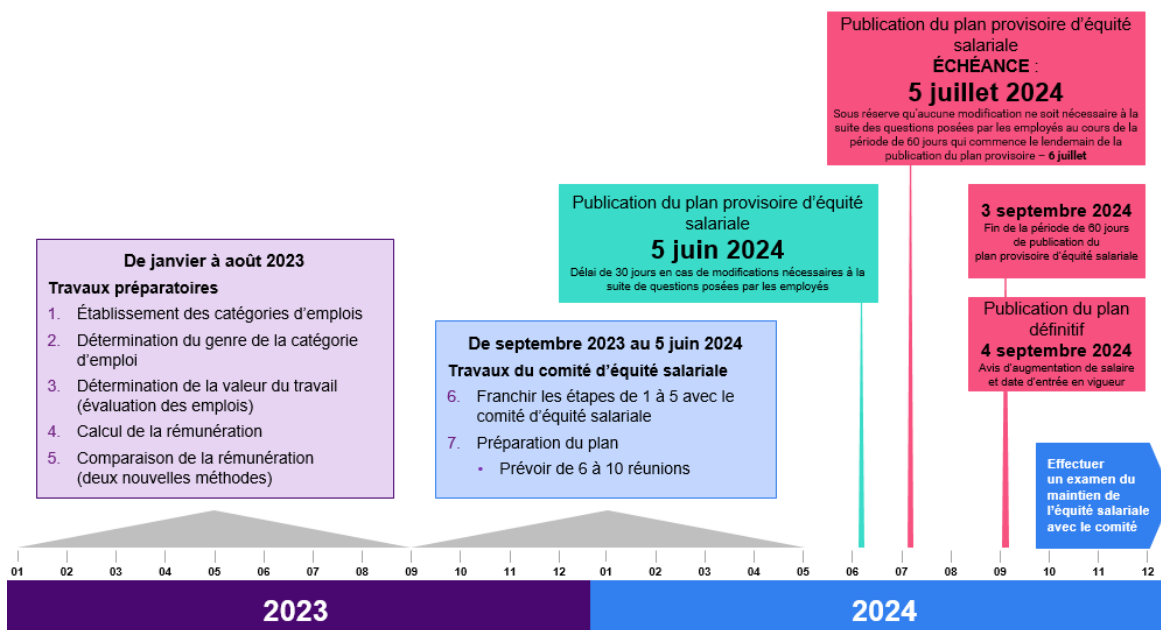 De janvier à août 2023
Travaux préparatoires
1. Établissement des catégories d'emplois
2. Détermination du genre de la catégorie
d'emploi
3. Détermination de la valeur du travail
(évaluation des emplois)
4. Calcul de la rémunération
5. Comparaison de la rémunération
(deux nouvelles méthodes)
De septembre 2023 au 5 juin 2024
Travaux du comité d'équité salariale
6. Franchir les étapes de 1 à 5 avec le
comité d'équité salariale
7. Préparation du plan
• Prévoir de 6 à 10 réunions
Publication du plan provisoire d'équité
salariale
5 juin 2024
Délai de 30 jours en cas de modifications nécessaires à la
suite de questions posées par les employés
Publication du plan provisoire d'équité
salariale
ÉCHÉANCE :
5 juillet 2024
Sous réserve qu'aucune modification ne soit nécessaire à la
suite des questions posées par les employés au cours de la
période de 60 jours qui commence le lendemain de la
publication du plan provisoire – 6 juillet
3 septembre 2024
Fin de la période de 60 jours
de publication du
plan provisoire d'équité salariale
Publication du plan
définitif
4 septembre 2024
Avis d'augmentation de salaire
et date d'entrée en vigueur
Effectuer
un examen du
maintien de
l'équité salariale
avec le comité
01 02 03 04 05 06 07 08 09 10 11 12 01 02 03 04 05 06 07 08 09 10 11 12
2023 2024